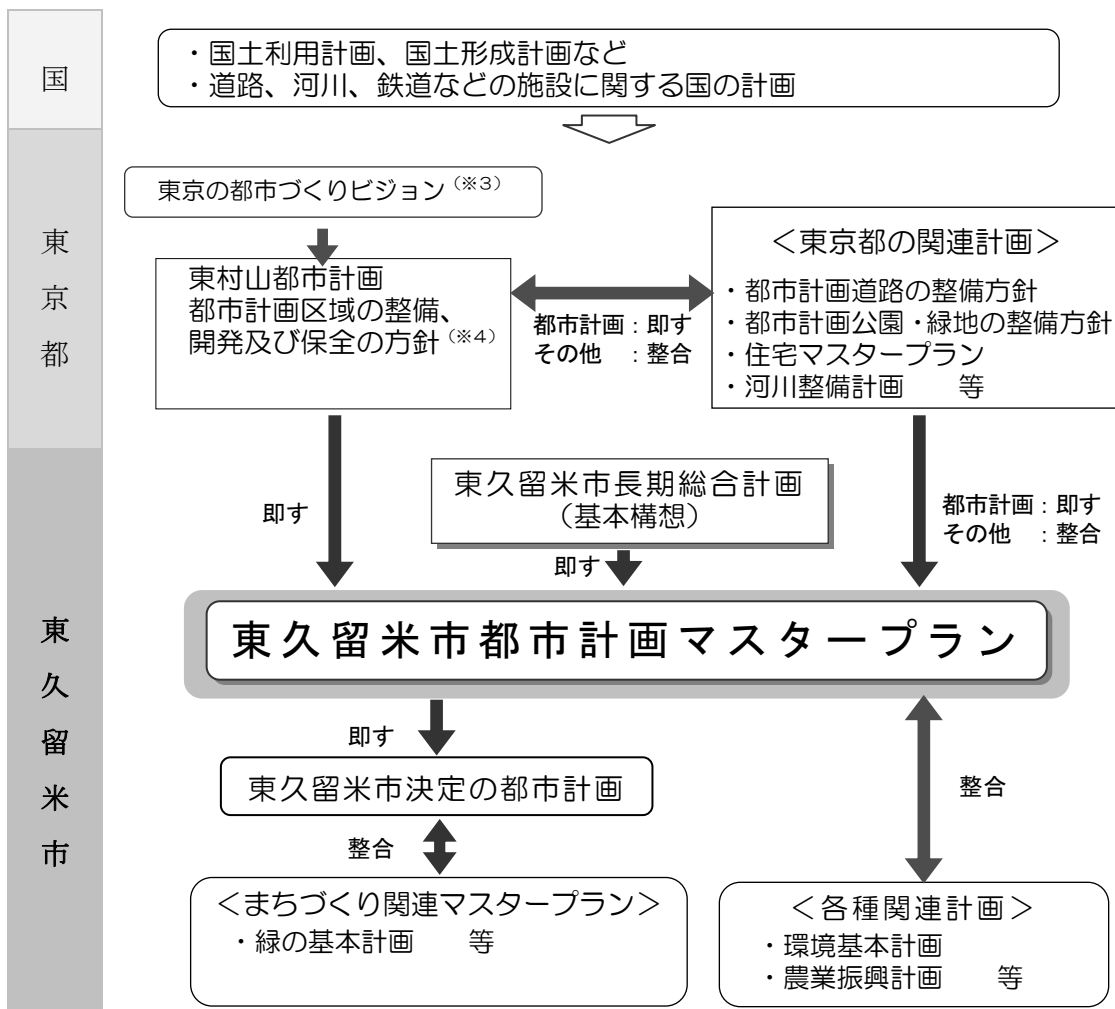 国
・国土利用計画、国土形成計画など
・道路、河川、鉄道などの施設に関する国の計画
東京都
東京の都市づくりビジョン(※3)
東村山都市計画
都市計画区域の整備、
開発及び保全の方針(※4)
都市計画：即す
その他　：整合
＜東京都の関連計画＞
・都市計画道路の整備方針
・都市計画公園・緑地の整備方針
・住宅マスタープラン
・河川整備計画　　等
東久留米市
即す
東久留米市長期総合計画
（基本構想）
即す
都市計画：即す
その他　：整合
東久留米市都市計画マスタープラン
即す
東久留米市決定の都市計画
整合
＜まちづくり関連マスタープラン＞
・緑の基本計画　　等
整合
＜各種関連計画＞
・環境基本計画
・農業振興計画　　等